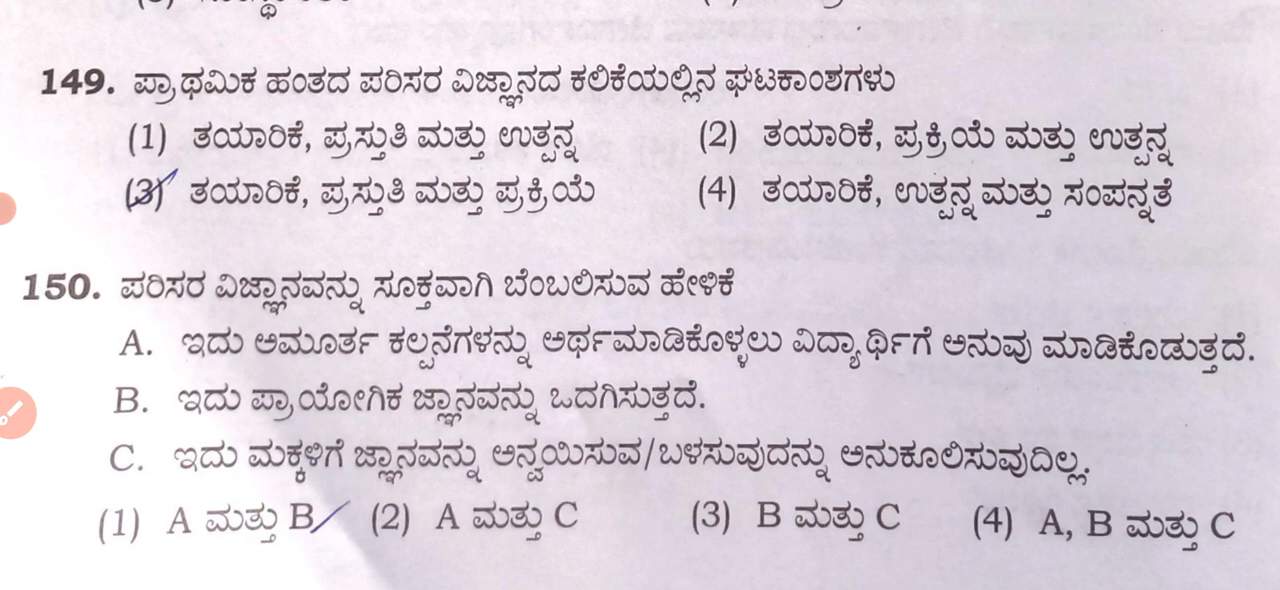 149. ಪ್ರಾಥಮಿಕ ಹಂತದ ಪರಿಸರ ವಿಜ್ಞಾನದ ಕಲಿಕೆಯಲ್ಲಿನ ಘಟಕಾಂಶಗಳು
(1) ತಯಾರಿಕೆ, ಪ್ರಸ್ತುತಿ ಮತ್ತು ಉತ್ಪನ್ನ (2) ತಯಾರಿಕೆ, ಪ್ರಕ್ರಿಯೆ ಮತ್ತು ಉತ್ಪನ್ನ
(3) ತಯಾರಿಕೆ, ಪ್ರಸ್ತುತಿ ಮತ್ತು ಪ್ರಕ್ರಿಯೆ (4) ತಯಾರಿಕೆ, ಉತ್ಪನ್ನ ಮತ್ತು ಸಂಪನ್ನತೆ
150. ಪರಿಸರ ವಿಜ್ಞಾನವನ್ನು ಸೂಕ್ತವಾಗಿ ಬೆಂಬಲಿಸುವ ಹೇಳಿಕೆ
A. ಇದು ಅಮೂರ್ತ ಕಲ್ಪನೆಗಳನ್ನು ಅರ್ಥಮಾಡಿಕೊಳ್ಳಲು ವಿದ್ಯಾರ್ಥಿಗೆ ಅನುವು ಮಾಡಿಕೊಡುತ್ತದೆ.
B. ಇದು ಪ್ರಾಯೋಗಿಕ ಜ್ಞಾನವನ್ನು ಒದಗಿಸುತ್ತದೆ.
C. ಇದು ಮಕ್ಕಳಿಗೆ ಜ್ಞಾನವನ್ನು ಅನ್ವಯಿಸುವ/ಬಳಸುವುದನ್ನು ಅನುಕೂಲಿಸುವುದಿಲ್ಲ.
(1) A ಮತ್ತು B (2) A ಮತ್ತು C (3) B ಮತ್ತು C (4) A, B ಮತ್ತು C